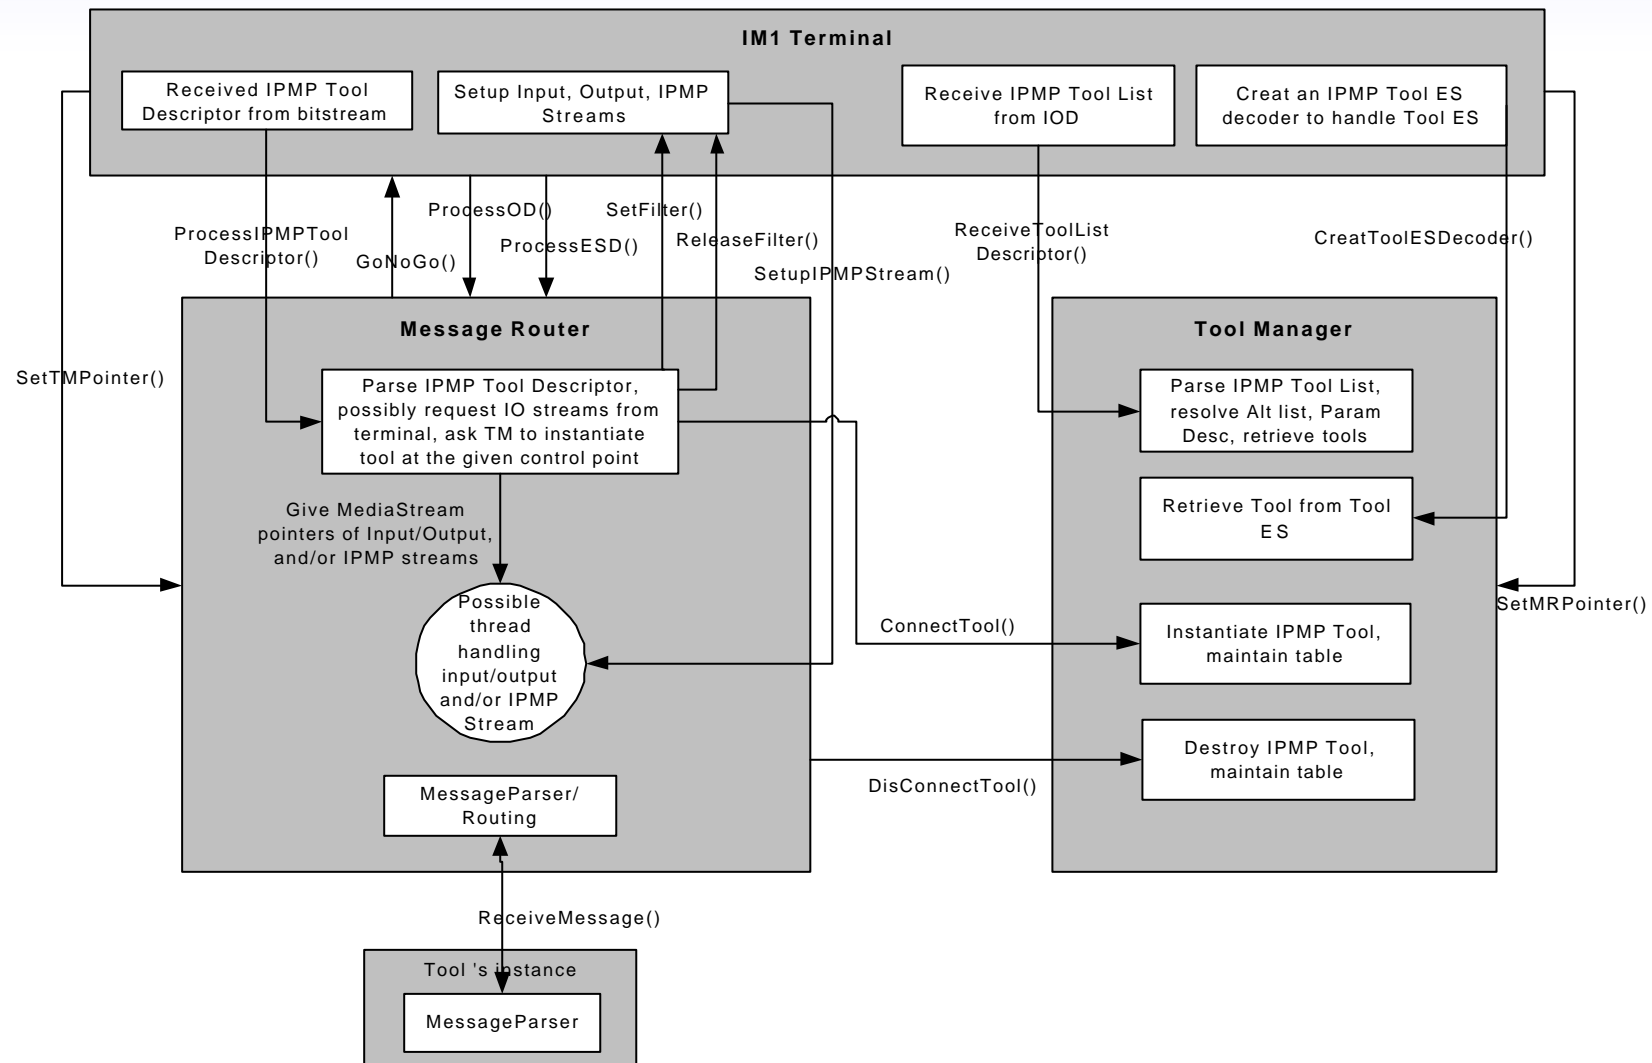 IM1 Terminal
Received IPMP Tool
Descriptor from bitstream
Setup Input, Output, IPMP
Streams
Receive IPMP Tool List
from IOD
Creat an IPMP Tool ES
decoder to handle Tool ES
ProcessIPMPTool
Descriptor()
GoNoGo()
ProcessOD()
ProcessESD()
SetFilter()
ReleaseFilter()
SetupIPMPStream()
ReceiveToolList
Descriptor()
CreatToolESDecoder()
SetTMPointer()
Message Router
Parse IPMP Tool Descriptor,
possibly request IO streams from
terminal, ask TM to instantiate
tool at the given control point
Give MediaStream
pointers of Input/Output,
and/or IPMP streams
Possible
thread
handling
input/output
and/or IPMP
Stream
MessageParser/
Routing
Tool Manager
Parse IPMP Tool List,
resolve Alt list, Param
Desc, retrieve tools
Retrieve Tool from Tool
ES
SetMRPointer()
ConnectTool()
Instantiate IPMP Tool,
maintain table
DisConnectTool()
Destroy IPMP Tool,
maintain table
ReceiveMessage()
Tool 's instance
MessageParser